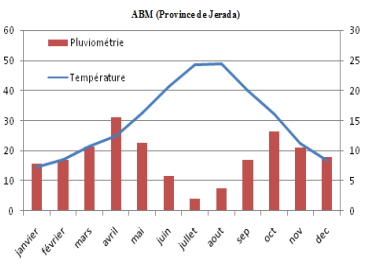 ABM (Province de Jerada)
60
50
40
30
20
10
0
30
25
20
15
10
5
0
Pluviométrie
Température
janvier
février
mars
avril
mai
juin
jullet
aout
sep
oct
nov
dec